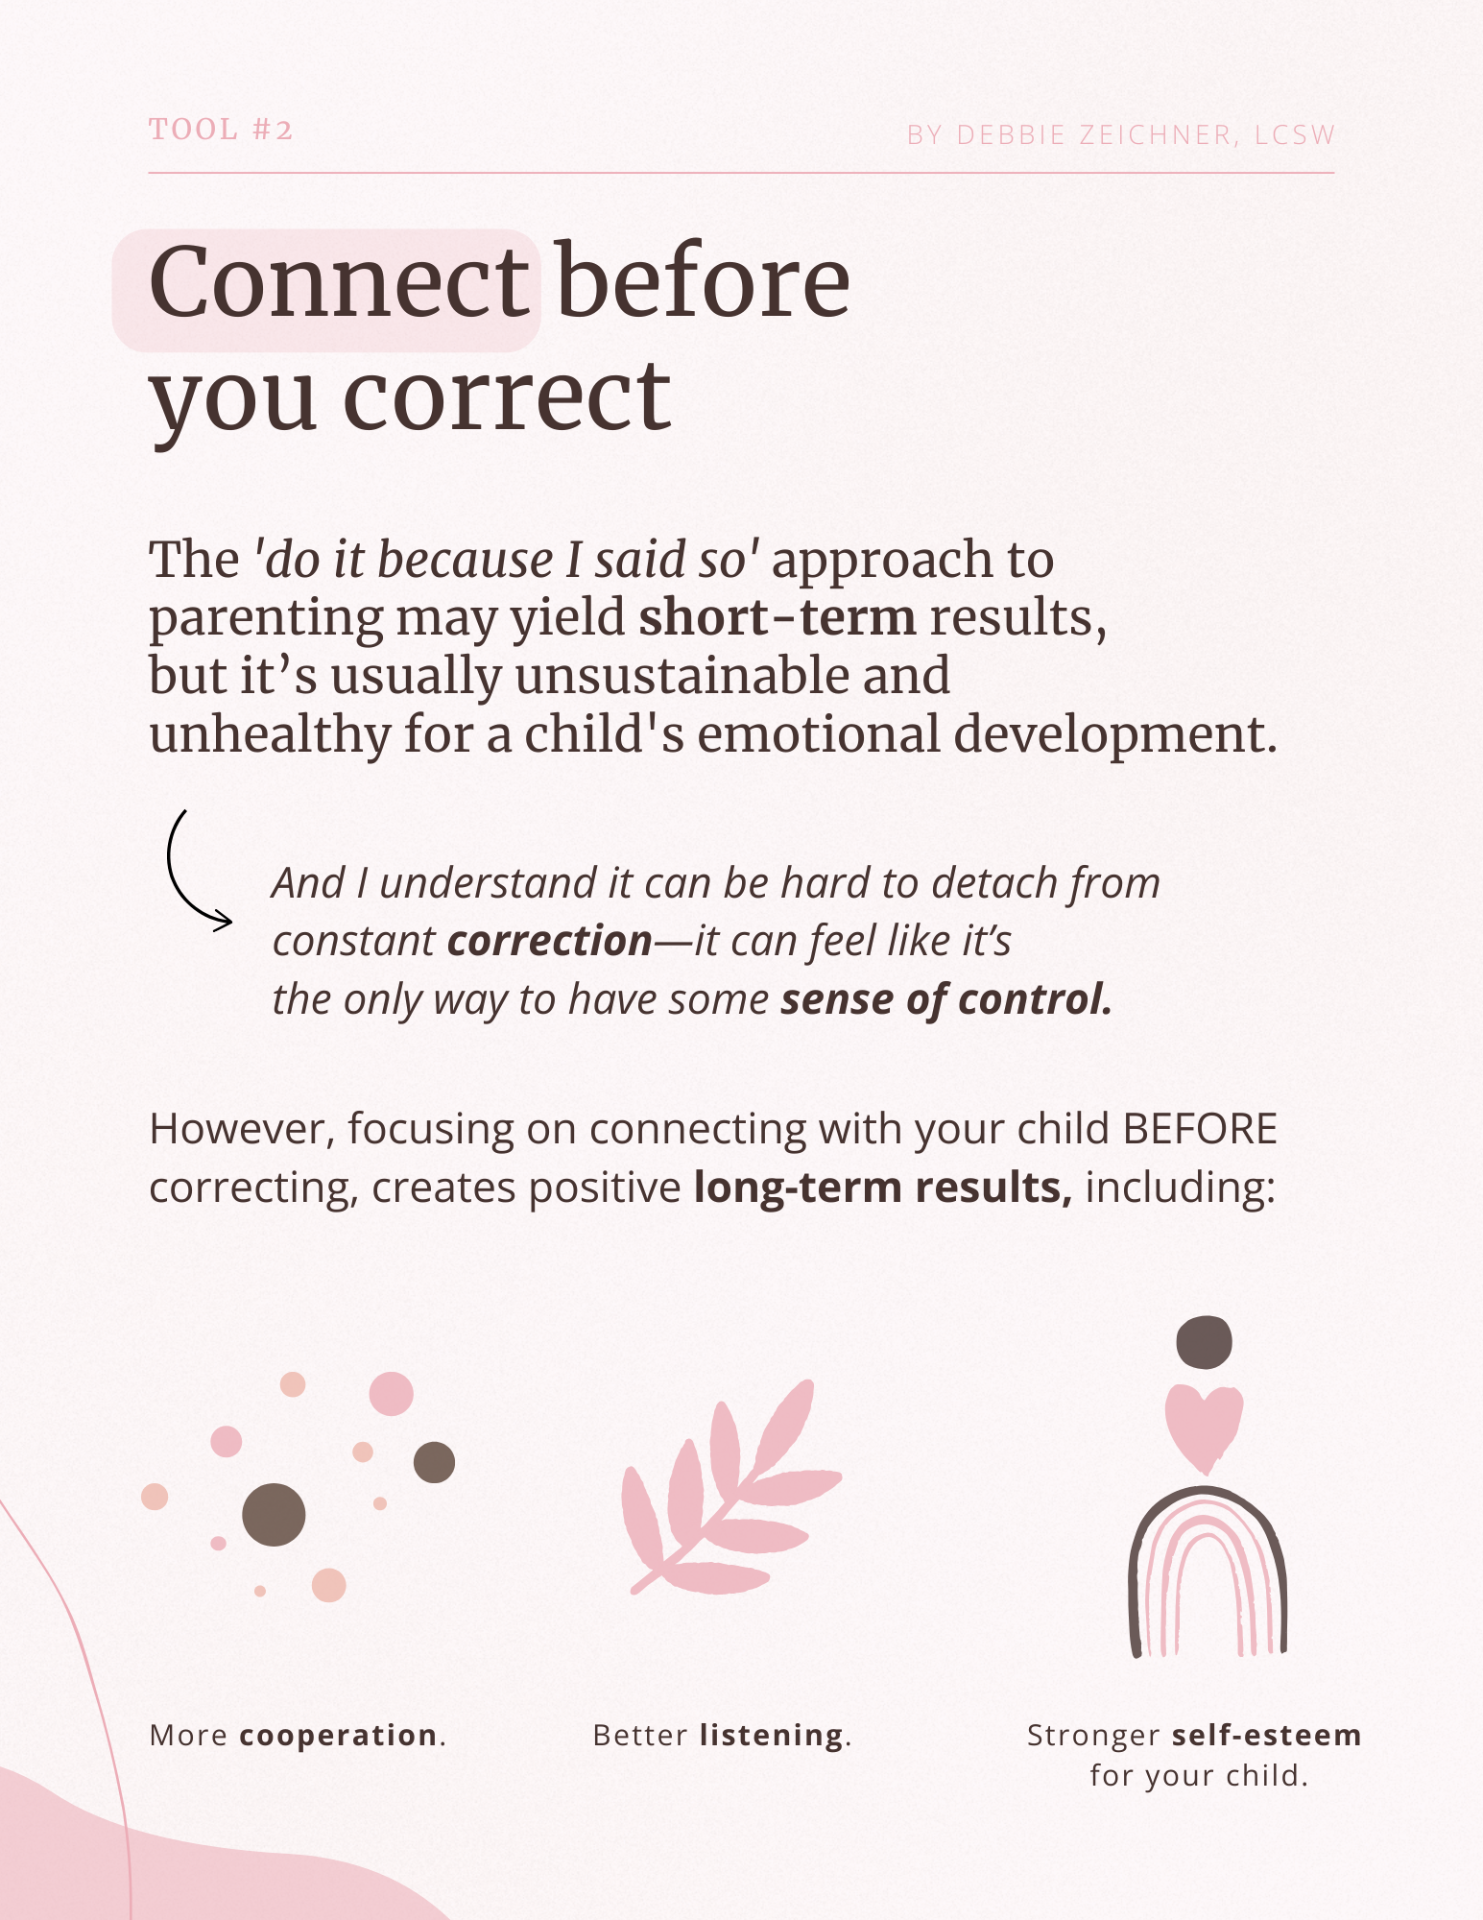 TOOL #2
BY DEBBIE ZEICHNER, LCSW
Connect before
you correct
The 'do it because I said so' approach to
parenting may yield short-term results,
but it’s usually unsustainable and
unhealthy for a child's emotional development.
And I understand it can be hard to detach from
constant correction—it can feel like it’s
the only way to have some sense of control.
However, focusing on connecting with your child BEFORE
correcting, creates positive long-term results, including:
More cooperation.
Better listening.
Stronger self-esteem
for your child.